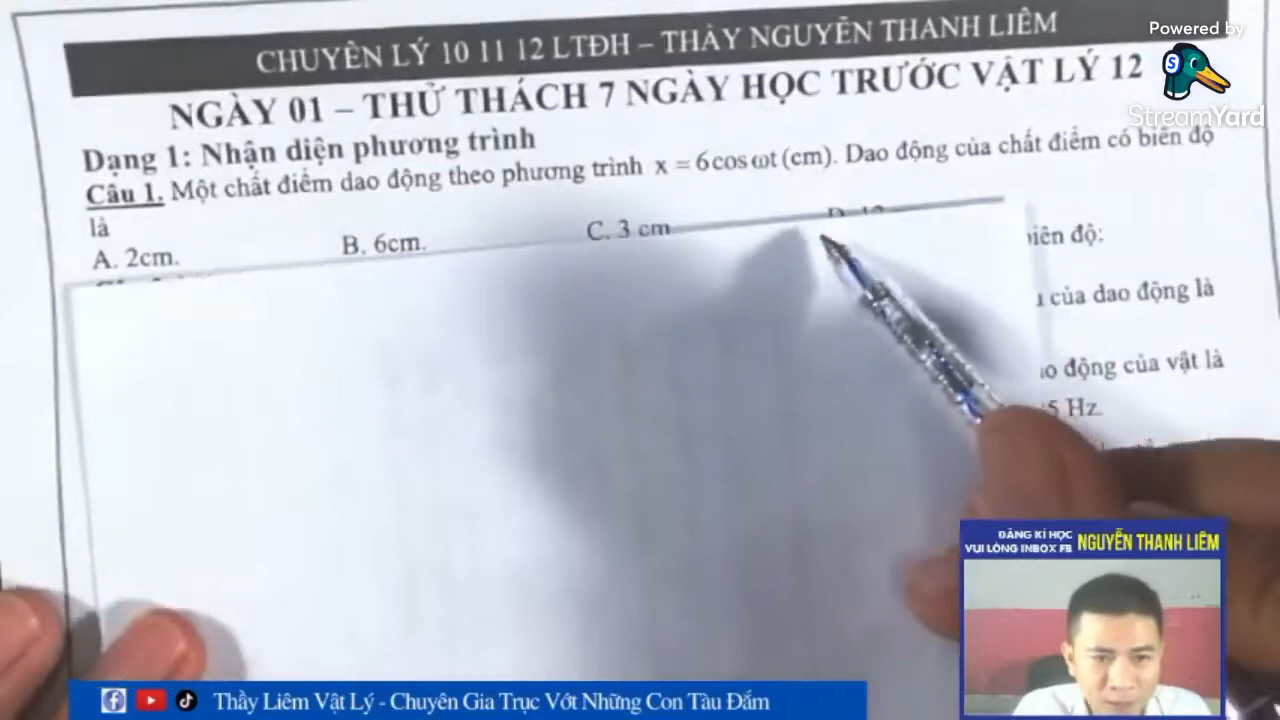 Powered by
StreamYard
CHUYÊN LÝ 10 11 12 LTĐH – THẦY NGUYỄN THANH LIÊM
NGÀY 01 – THỬ THÁCH 7 NGÀY HỌC TRƯỚC VẬT LÝ 12
Dạng 1: Nhận diện phương trình
Câu 1. Một chất điểm dao động theo phương trình x = 6cosωt(cm). Dao động của chất điểm có biên độ
là
A. 2cm. B. 6cm. C. 3 cm
biên độ:
của dao động là
động của vật là
5 Hz.
ĐĂNG KÍ HỌC
VUI LÒNG INBOX FB NGUYỄN THANH LIÊM
Thầy Liêm Vật Lý - Chuyên Gia Trục Vớt Những Con Tàu Đắm